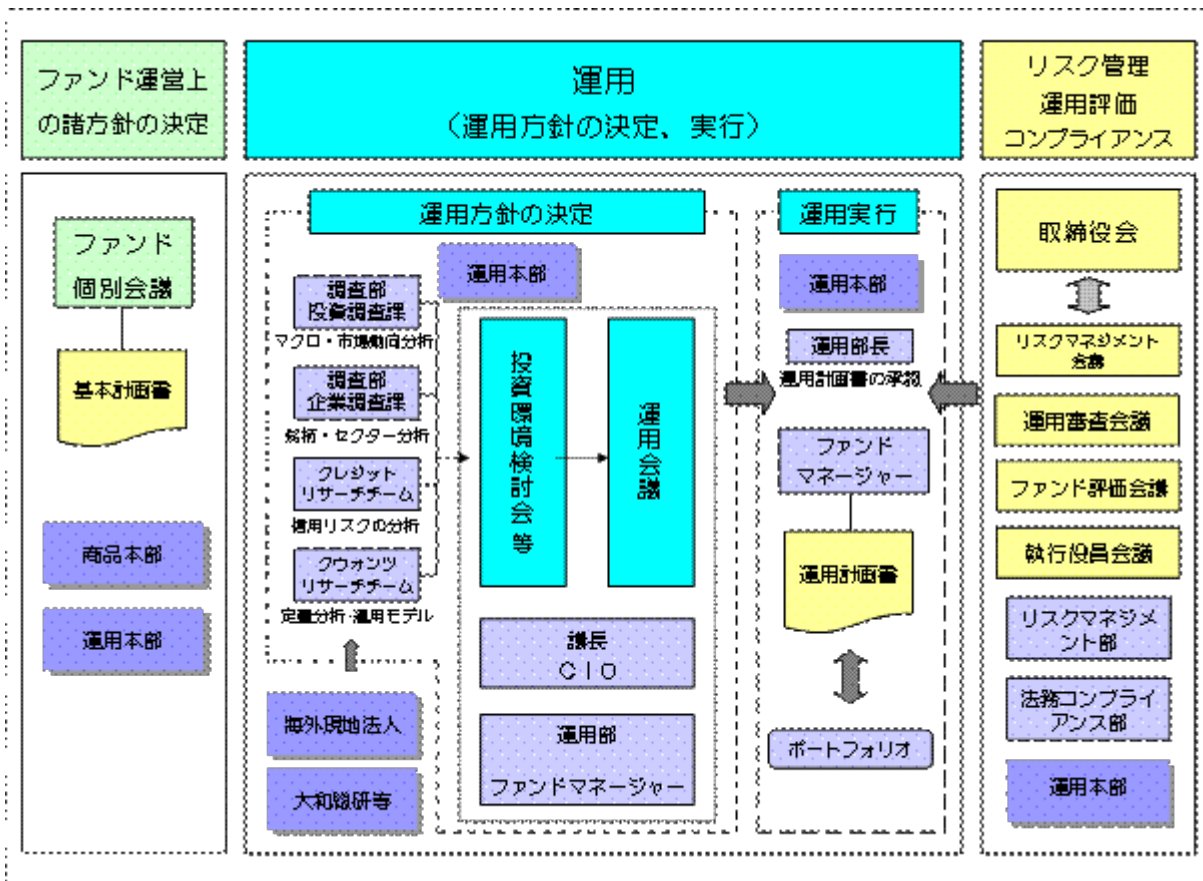 ファンド運営上
の諸方針の決定
運用
（運用方針の決定、実行）
リスク管理
運用評価
コンプライアンス
ファンド
個別会議
基本計画書
商品本部
運用本部
運用方針の決定
運用本部
調査部
投資調査課
マクロ・市場動向分析
調査部
企業調査課
銘柄・セクター分析
クレジット
リサーチチーム
信用リスクの分析
クウォンツ
リサーチチーム
定量分析・運用モデル
海外現地法人
大和総研等
投資環境検討会等
運用会議
議長
ＣＩＯ
運用部
ファンドマネージャー
運用実行
運用本部
運用部長
運用計画書の承認
ファンド
マネージャー
運用計画書
ポートフォリオ
取締役会
リスクマネジメント
会議
運用審査会議
ファンド評価会議
執行役員会議
リスクマネジメ
ント部
法務コンプライ
アンス部
運用本部